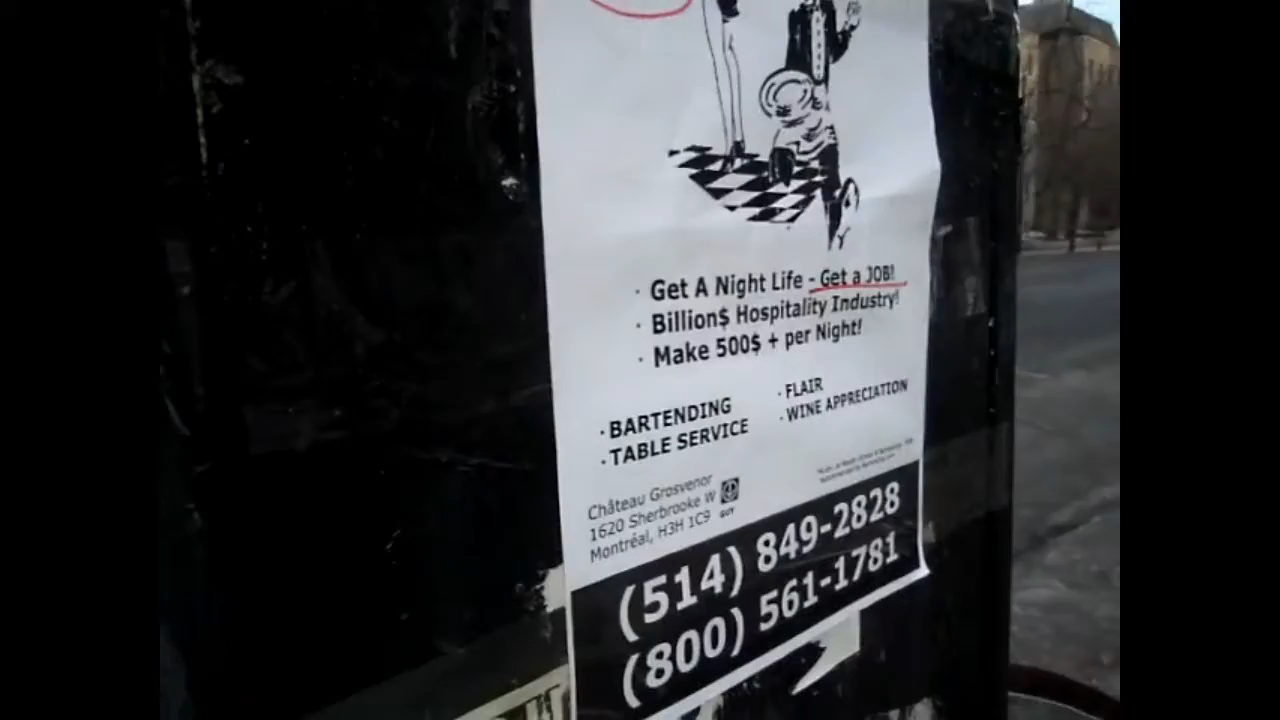 · Get A Night Life - Get a JOB!
· Billion$ Hospitality Industry!
· Make 500$ + per Night!
· BARTENDING
· TABLE SERVICE
· FLAIR
· WINE APPRECIATION
Château Grosvenor
1620 Sherbrooke W
Montréal, H3H 1C9
GUY
(514) 849-2828
(800) 561-1781